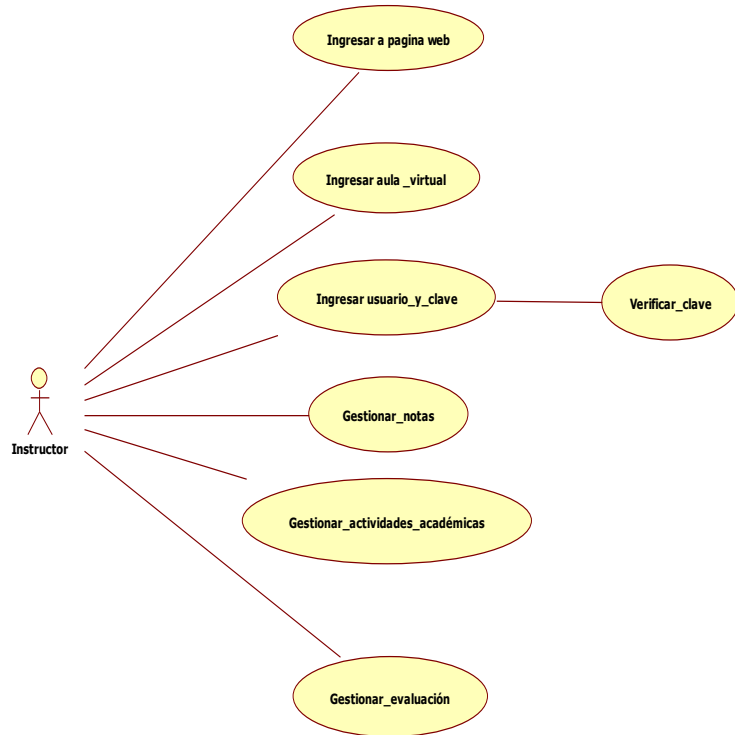 Ingresar a pagina web
Ingresar aula _virtual
Ingresar usuario_y_clave
Verificar_clave
Gestionar_notas
Instructor
Gestionar_actividades_académicas
Gestionar_evaluación